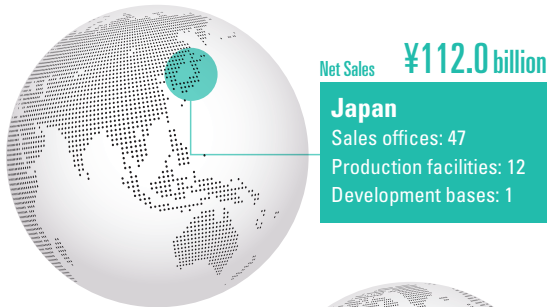 Net Sales ¥112.0 billion
Japan
Sales offices: 47
Production facilities: 12
Development bases: 1